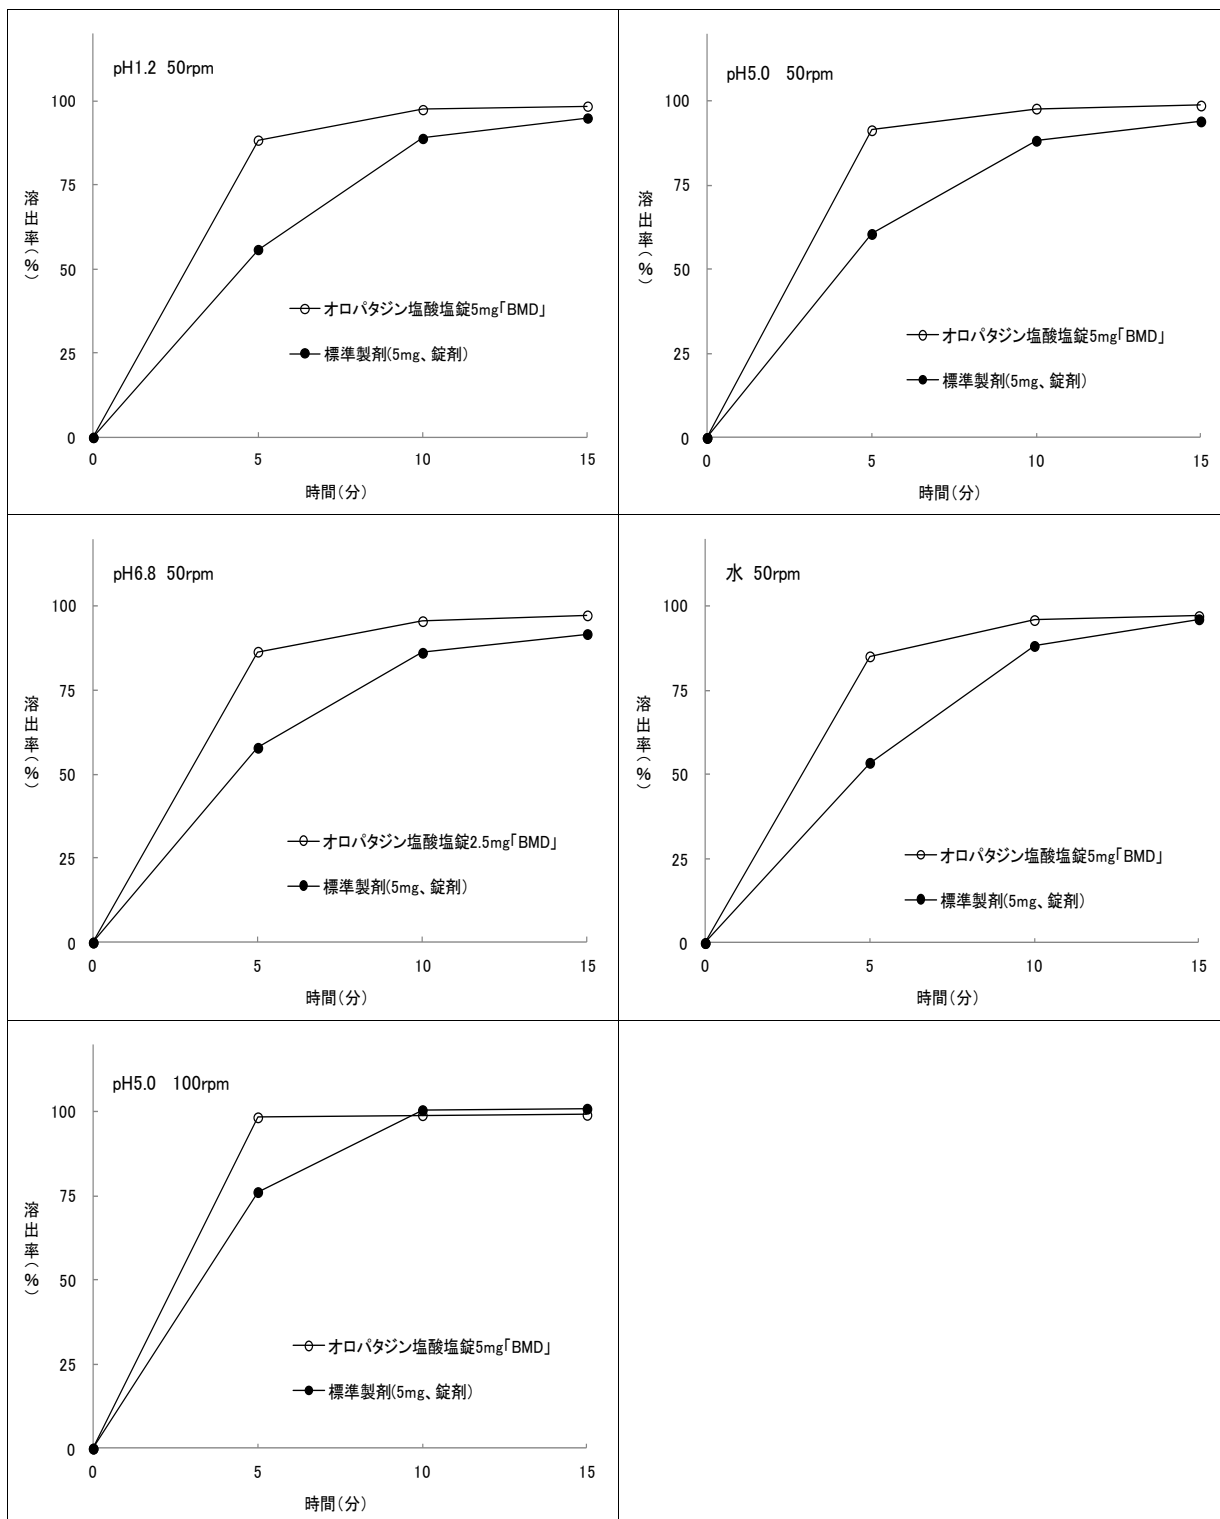 pH1.2 50rpm
100
75
50
25
0
0 5 10 15
溶出率(%)
時間(分)
オロパタジン塩酸塩錠5mg「BMD」
標準製剤(5mg、錠剤)
pH5.0 50rpm
100
75
50
25
0
0 5 10 15
溶出率(%)
時間(分)
オロパタジン塩酸塩錠5mg「BMD」
標準製剤(5mg、錠剤)
pH6.8 50rpm
100
75
50
25
0
0 5 10 15
溶出率(%)
時間(分)
オロパタジン塩酸塩錠2.5mg「BMD」
標準製剤(5mg、錠剤)
水 50rpm
100
75
50
25
0
0 5 10 15
溶出率(%)
時間(分)
オロパタジン塩酸塩錠5mg「BMD」
標準製剤(5mg、錠剤)
pH5.0 100rpm
100
75
50
25
0
0 5 10 15
溶出率(%)
時間(分)
オロパタジン塩酸塩錠5mg「BMD」
標準製剤(5mg、錠剤)